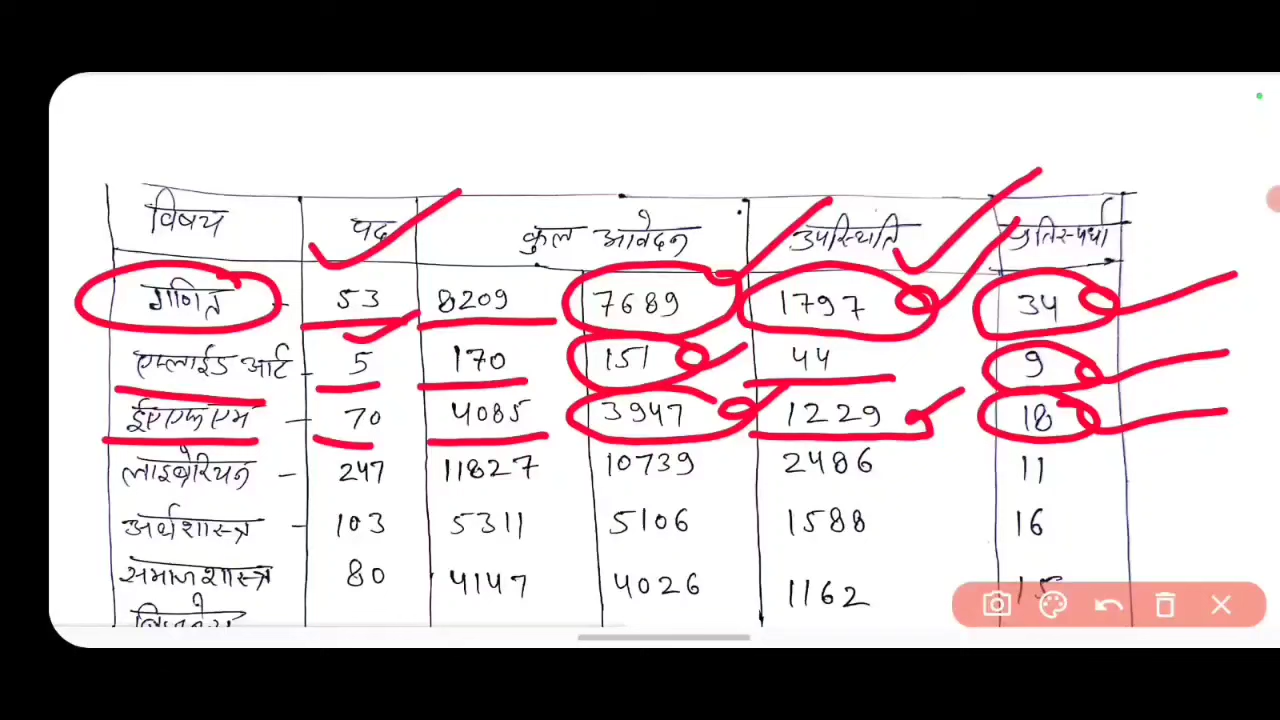 विषय पद कुल आवेदन उपस्थिति प्रतिस्पर्धा
गणित - 53 8209 7689 1797 34
एप्लाईड आर्ट - 5 170 151 44 9
ईएएफएम - 70 4085 3947 1229 18
लाइब्रेरियन - 247 11827 10739 2486 11
अर्थशास्त्र - 103 5311 5106 1588 16
समाजशास्त्र 80 4147 4026 1162 15